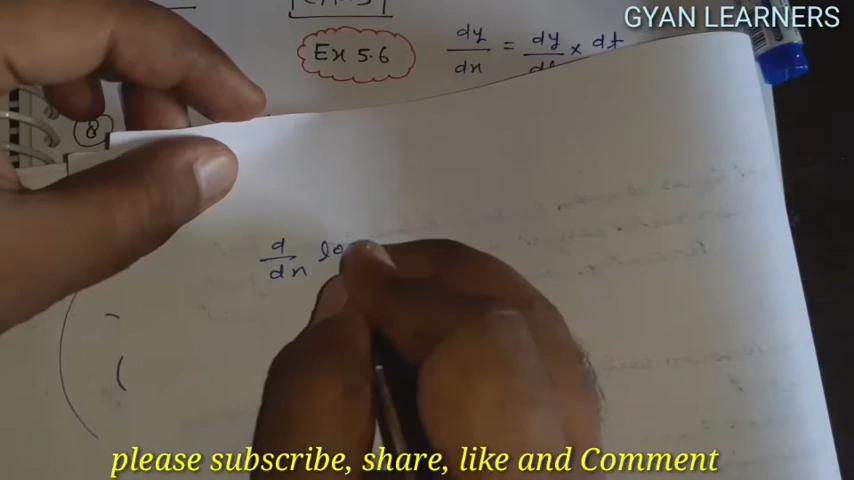 GYAN LEARNERS
Ex 5.6
dy/dx = dy/dt × dt
8
d/dx lo
please subscribe, share, like and Comment